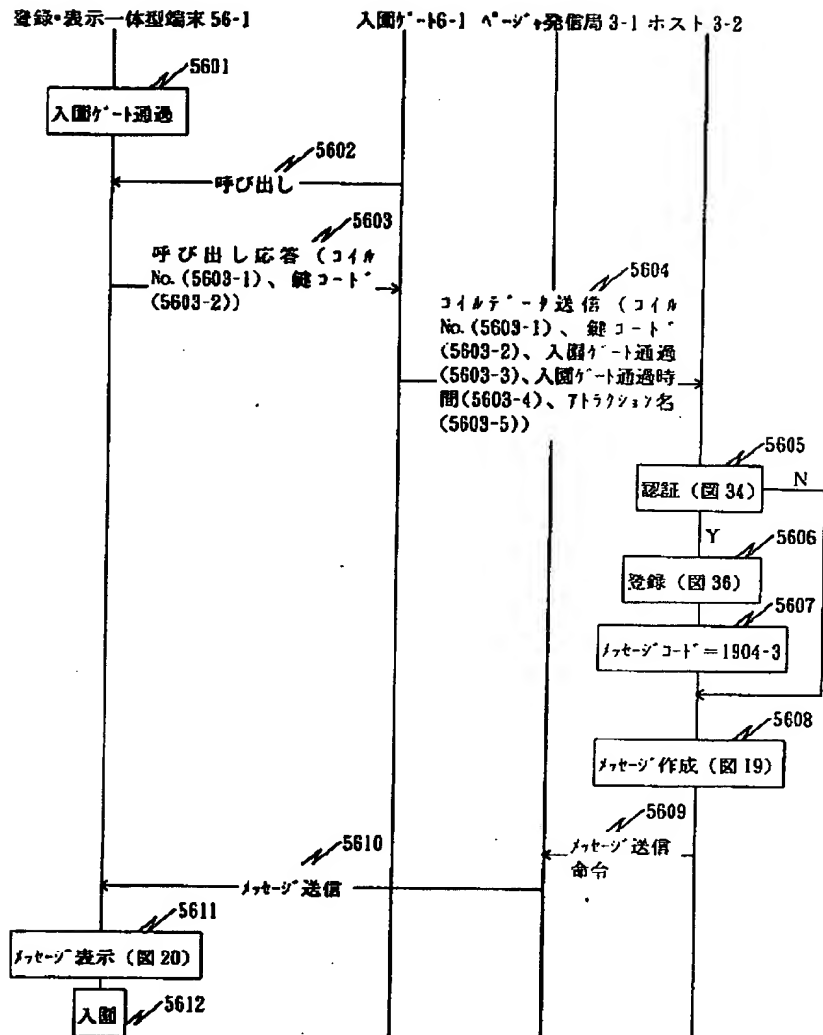 登録・表示一体型端末 56-1
入園ゲート6-1 ページャ発信局 3-1 ホスト 3-2
5601
入園ゲート通過
5602
呼び出し
5603
呼び出し応答（コイル
No.(5603-1)、鍵コード
(5603-2))
5604
コイルデータ送信（コイル
No.(5603-1)、鍵コード
(5603-2)、入園ゲート通過
(5603-3)、入園ゲート通過時
間(5603-4)、アトラクション名
(5603-5))
5605
認証（図 34）
N
Y
5606
登録（図 36）
5607
メッセージコード＝1904-3
5608
メッセージ作成（図 19）
5609
メッセージ送信
命令
5610
メッセージ送信
5611
メッセージ表示（図 20）
入園
5612